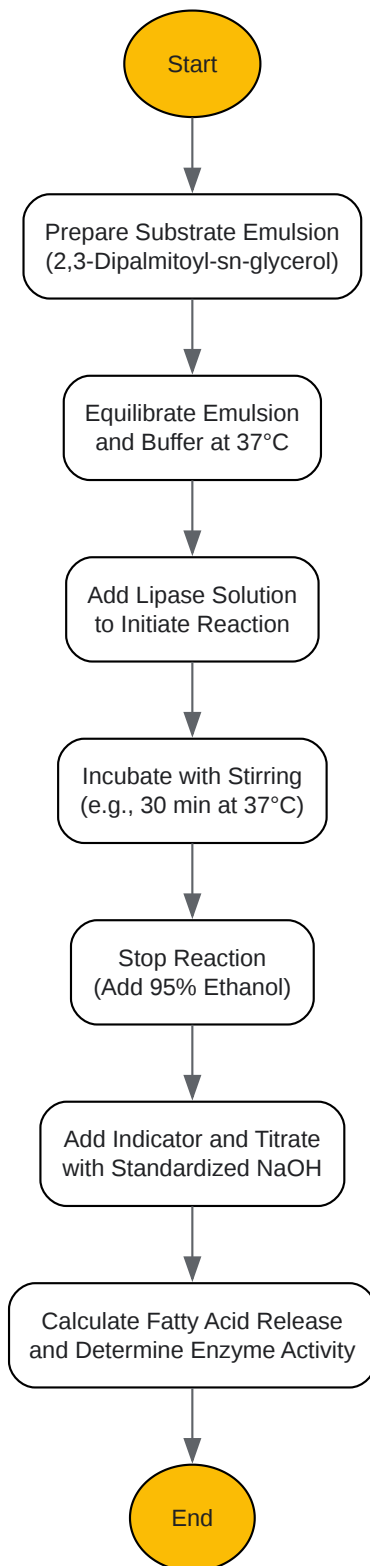 Start
Prepare Substrate Emulsion
(2,3-Dipalmitoyl-sn-glycerol)
Equilibrate Emulsion
and Buffer at 37°C
Add Lipase Solution
to Initiate Reaction
Incubate with Stirring
(e.g., 30 min at 37°C)
Stop Reaction
(Add 95% Ethanol)
Add Indicator and Titrate
with Standardized NaOH
Calculate Fatty Acid Release
and Determine Enzyme Activity
End